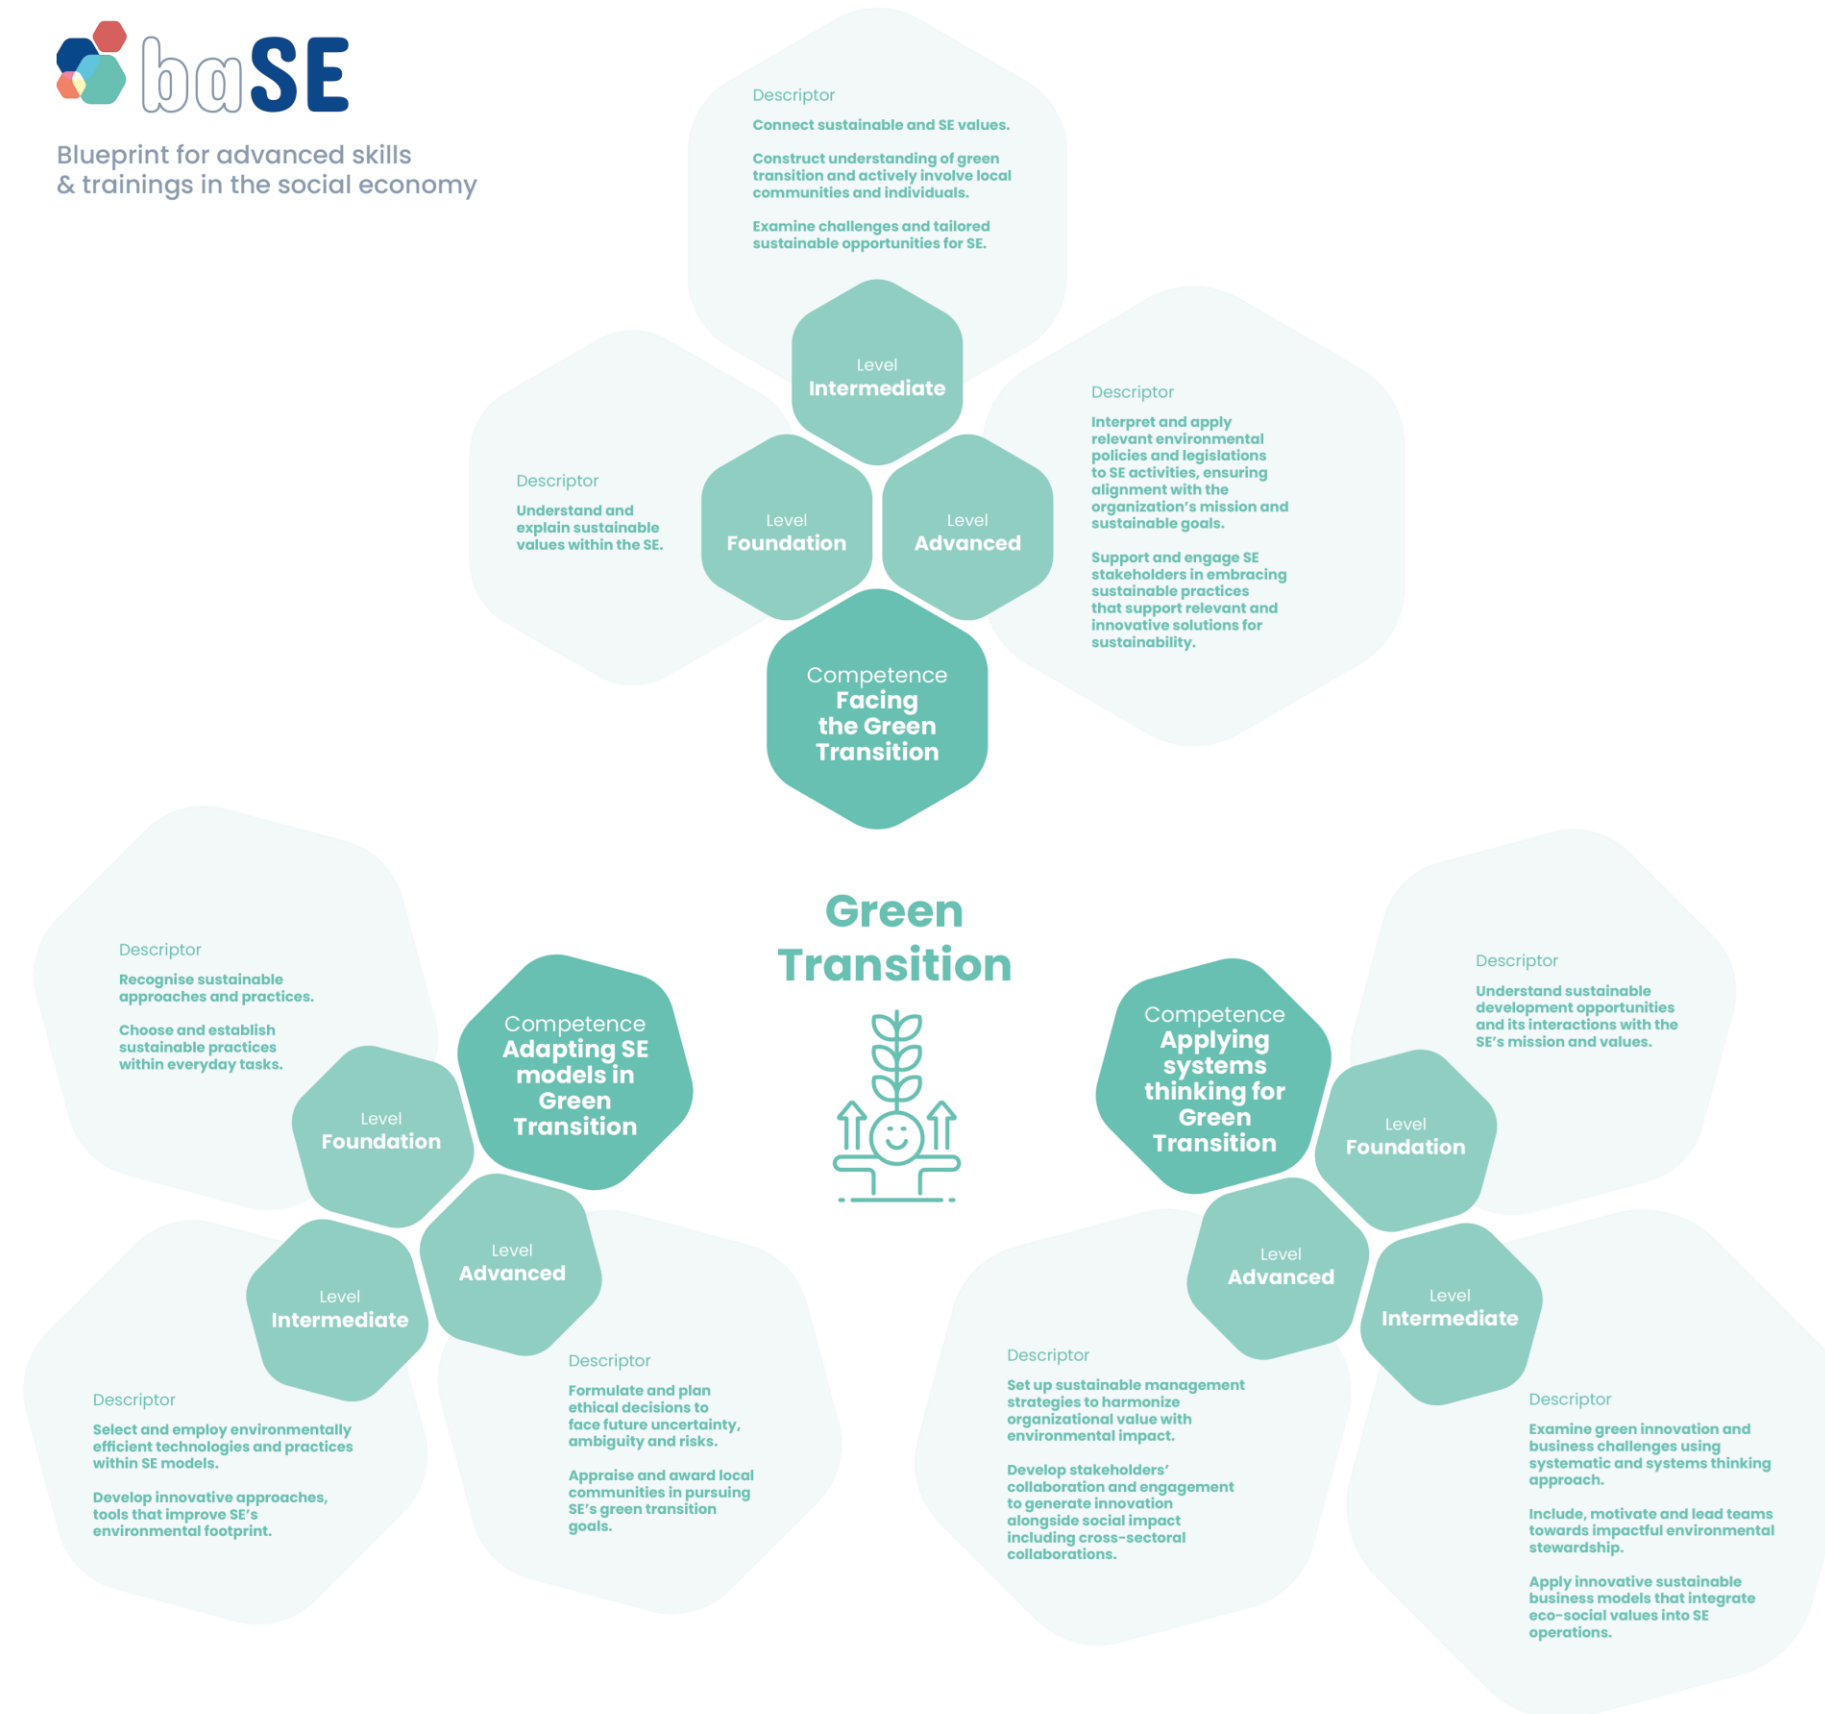 baSE
Blueprint for advanced skills
& trainings in the social economy
Descriptor
Connect sustainable and SE values.
Construct understanding of green
transition and actively involve local
communities and individuals.
Examine challenges and tailored
sustainable opportunities for SE.
Level
Intermediate
Descriptor
Understand and
explain sustainable
values within the SE.
Level
Foundation
Level
Advanced
Descriptor
Interpret and apply
relevant environmental
policies and legislations
to SE activities, ensuring
alignment with the
organization's mission and
sustainable goals.
Support and engage SE
stakeholders in embracing
sustainable practices
that support relevant and
innovative solutions for
sustainability.
Competence
Facing
the Green
Transition
Green
Transition
Descriptor
Recognise sustainable
approaches and practices.
Choose and establish
sustainable practices
within everyday tasks.
Competence
Adapting SE
models in
Green
Transition
Level
Foundation
Level
Advanced
Level
Intermediate
Descriptor
Select and employ environmentally
efficient technologies and practices
within SE models.
Develop innovative approaches,
tools that improve SE's
environmental footprint.
Descriptor
Formulate and plan
ethical decisions to
face future uncertainty,
ambiguity and risks.
Appraise and award local
communities in pursuing
SE's green transition
goals.
Competence
Applying
systems
thinking for
Green
Transition
Descriptor
Understand sustainable
development opportunities
and its interactions with the
SE's mission and values.
Level
Foundation
Level
Advanced
Level
Intermediate
Descriptor
Set up sustainable management
strategies to harmonize
organizational value with
environmental impact.
Develop stakeholders'
collaboration and engagement
to generate innovation
alongside social impact
including cross-sectoral
collaborations.
Descriptor
Examine green innovation and
business challenges using
systematic and systems thinking
approach.
Include, motivate and lead teams
towards impactful environmental
stewardship.
Apply innovative sustainable
business models that integrate
eco-social values into SE
operations.